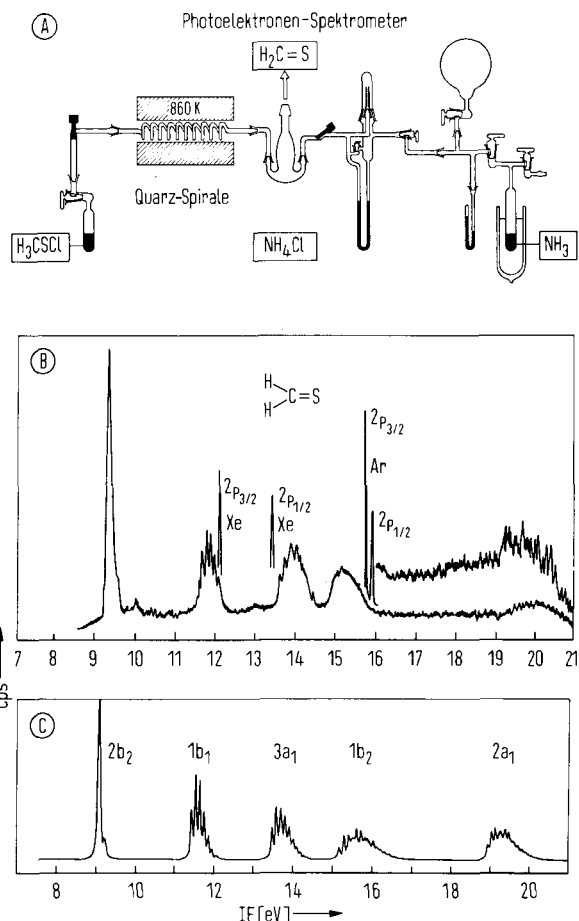 A
Photoelektronen-Spektrometer
H₂C=S
860 K
Quarz-Spirale
H₃CSCl
NH₄Cl
NH₃
B
H
H
C=S
²P₃/₂
Xe
²P₁/₂
Xe
²P₃/₂
Ar
²P₁/₂
7 8 9 10 11 12 13 14 15 16 17 18 19 20 21
cps
C
2b₂
1b₁
3a₁
1b₂
2a₁
8 10 12 14 16 18 20
IE[eV]